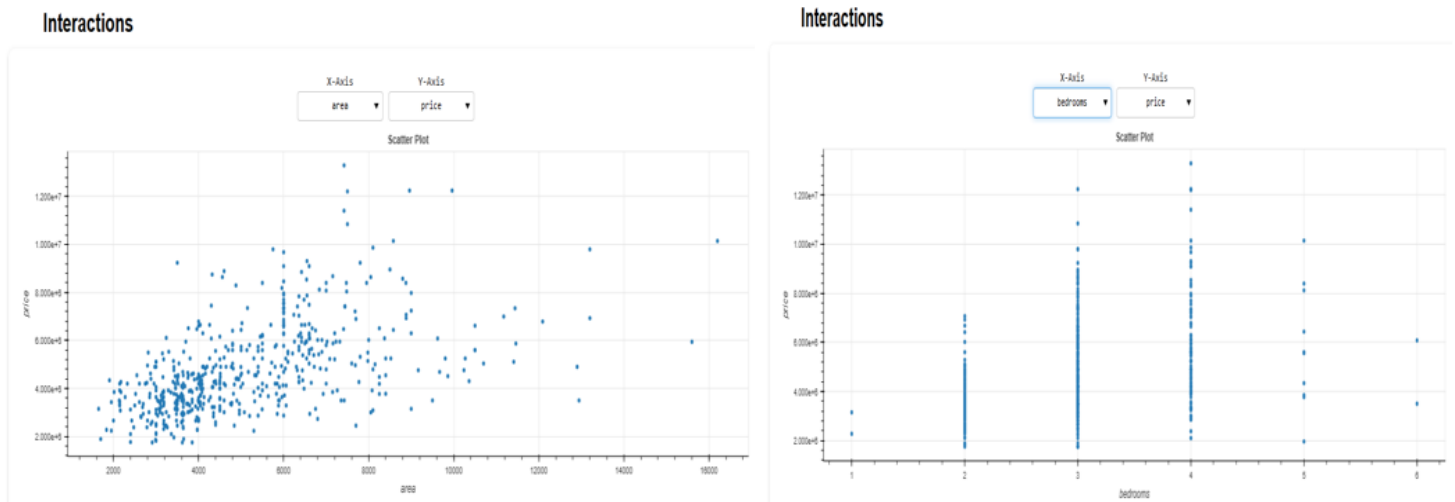 Interactions
X-Axis Y-Axis
area ▼ price ▼
Scatter Plot
1.200e+7
1.000e+7
8.000e+6
6.000e+6
4.000e+6
2.000e+6
price
2000 4000 6000 8000 10000 12000 14000 16000
area
Interactions
X-Axis Y-Axis
bedrooms ▼ price ▼
Scatter Plot
1.200e+7
1.000e+7
8.000e+6
6.000e+6
4.000e+6
2.000e+6
price
1 2 3 4 5 6
bedrooms